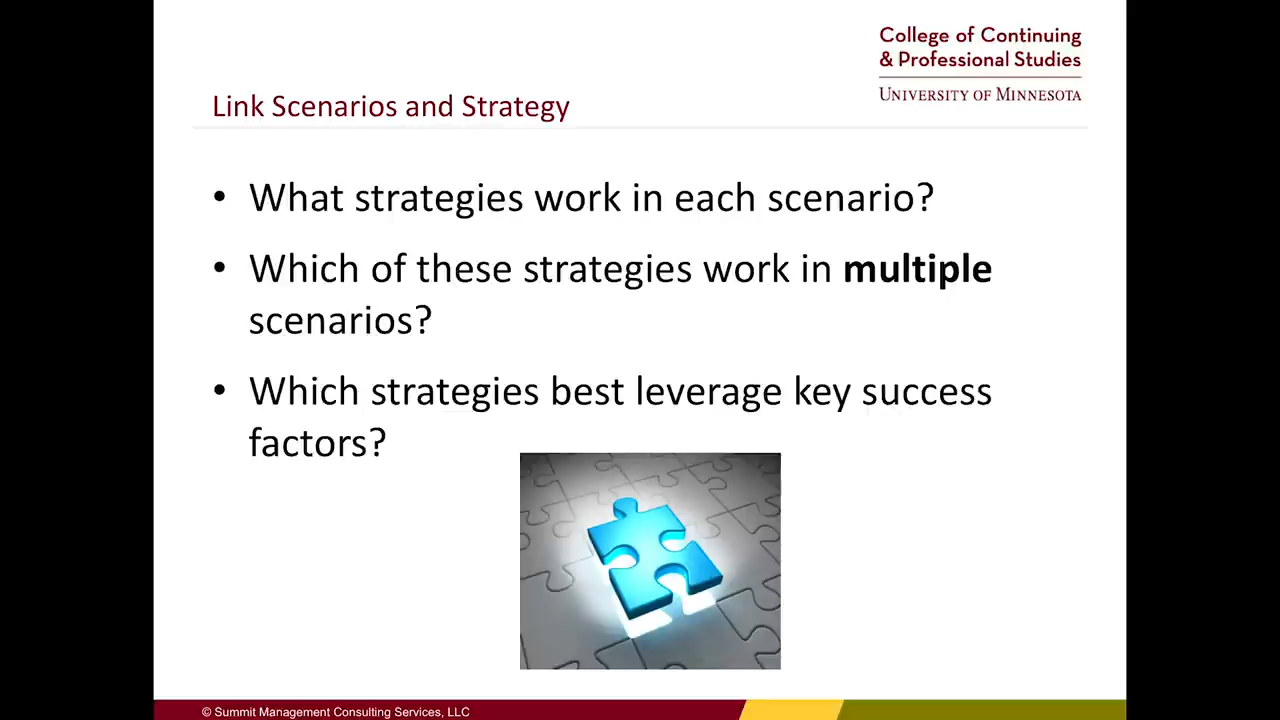 College of Continuing
& Professional Studies
UNIVERSITY OF MINNESOTA
Link Scenarios and Strategy
• What strategies work in each scenario?
• Which of these strategies work in multiple
scenarios?
• Which strategies best leverage key success
factors?
© Summit Management Consulting Services, LLC